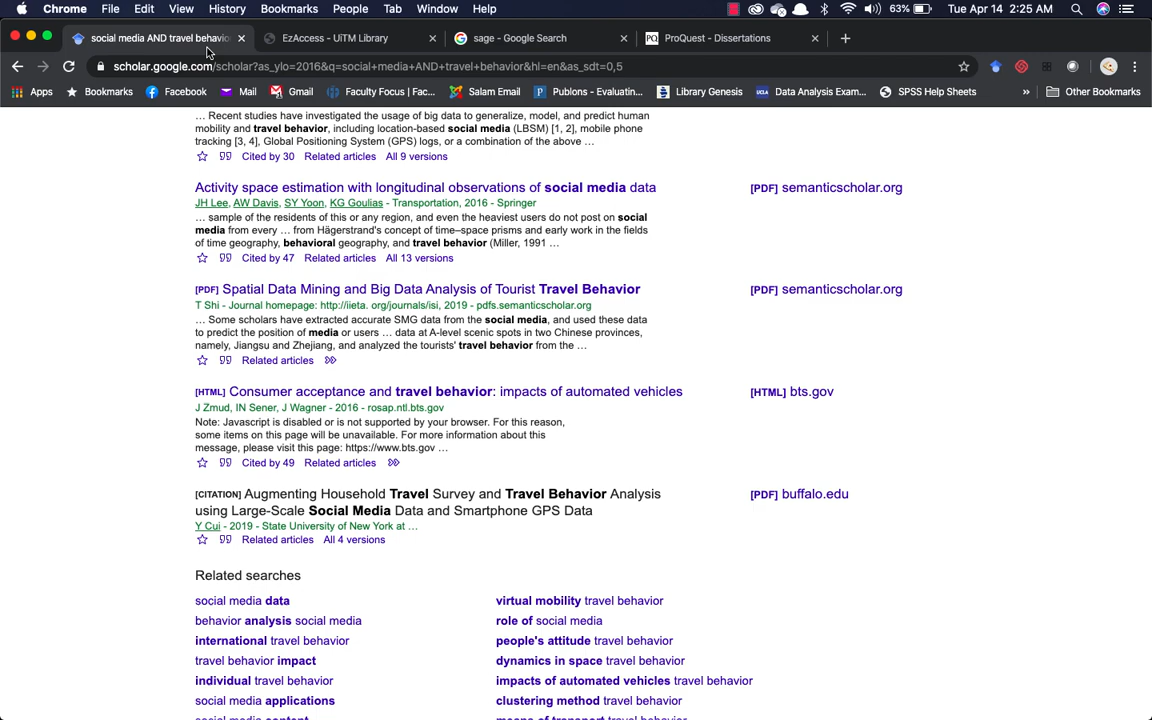 Chrome File Edit View History Bookmarks People Tab Window Help 63% Tue Apr 14 2:25 AM
social media AND travel behavio EzAccess - UiTM Library sage - Google Search PQ ProQuest - Dissertations
scholar.google.com/scholar?as_ylo=2016&q=social+media+AND+travel+behavior&hl=en&as_sdt=0,5
Apps Bookmarks Facebook Mail Gmail Faculty Focus | Fac... Salam Email P Publons - Evaluatin... Library Genesis UCLA Data Analysis Exam... SPSS Help Sheets » Other Bookmarks
... Recent studies have investigated the usage of big data to generalize, model, and predict human
mobility and travel behavior, including location-based social media (LBSM) [1, 2], mobile phone
tracking [3, 4], Global Positioning System (GPS) logs, or a combination of the above ...
Cited by 30 Related articles All 9 versions
Activity space estimation with longitudinal observations of social media data [PDF] semanticscholar.org
JH Lee, AW Davis, SY Yoon, KG Goulias - Transportation, 2016 - Springer
... sample of the residents of this or any region, and even the heaviest users do not post on social
media from every ... from Hägerstrand's concept of time–space prisms and early work in the fields
of time geography, behavioral geography, and travel behavior (Miller, 1991 ...
Cited by 47 Related articles All 13 versions
[PDF] Spatial Data Mining and Big Data Analysis of Tourist Travel Behavior [PDF] semanticscholar.org
T Shi - Journal homepage: http://iieta. org/journals/isi, 2019 - pdfs.semanticscholar.org
... Some scholars have extracted accurate SMG data from the social media, and used these data
to predict the position of media or users ... data at A-level scenic spots in two Chinese provinces,
namely, Jiangsu and Zhejiang, and analyzed the tourists' travel behavior from the ...
Related articles
[HTML] Consumer acceptance and travel behavior: impacts of automated vehicles [HTML] bts.gov
J Zmud, IN Sener, J Wagner - 2016 - rosap.ntl.bts.gov
Note: Javascript is disabled or is not supported by your browser. For this reason,
some items on this page will be unavailable. For more information about this
message, please visit this page: https://www.bts.gov ...
Cited by 49 Related articles
[CITATION] Augmenting Household Travel Survey and Travel Behavior Analysis [PDF] buffalo.edu
using Large-Scale Social Media Data and Smartphone GPS Data
Y Cui - 2019 - State University of New York at ...
Related articles All 4 versions
Related searches
social media data virtual mobility travel behavior
behavior analysis social media role of social media
international travel behavior people's attitude travel behavior
travel behavior impact dynamics in space travel behavior
individual travel behavior impacts of automated vehicles travel behavior
social media applications clustering method travel behavior
social media content means of transport travel behavior